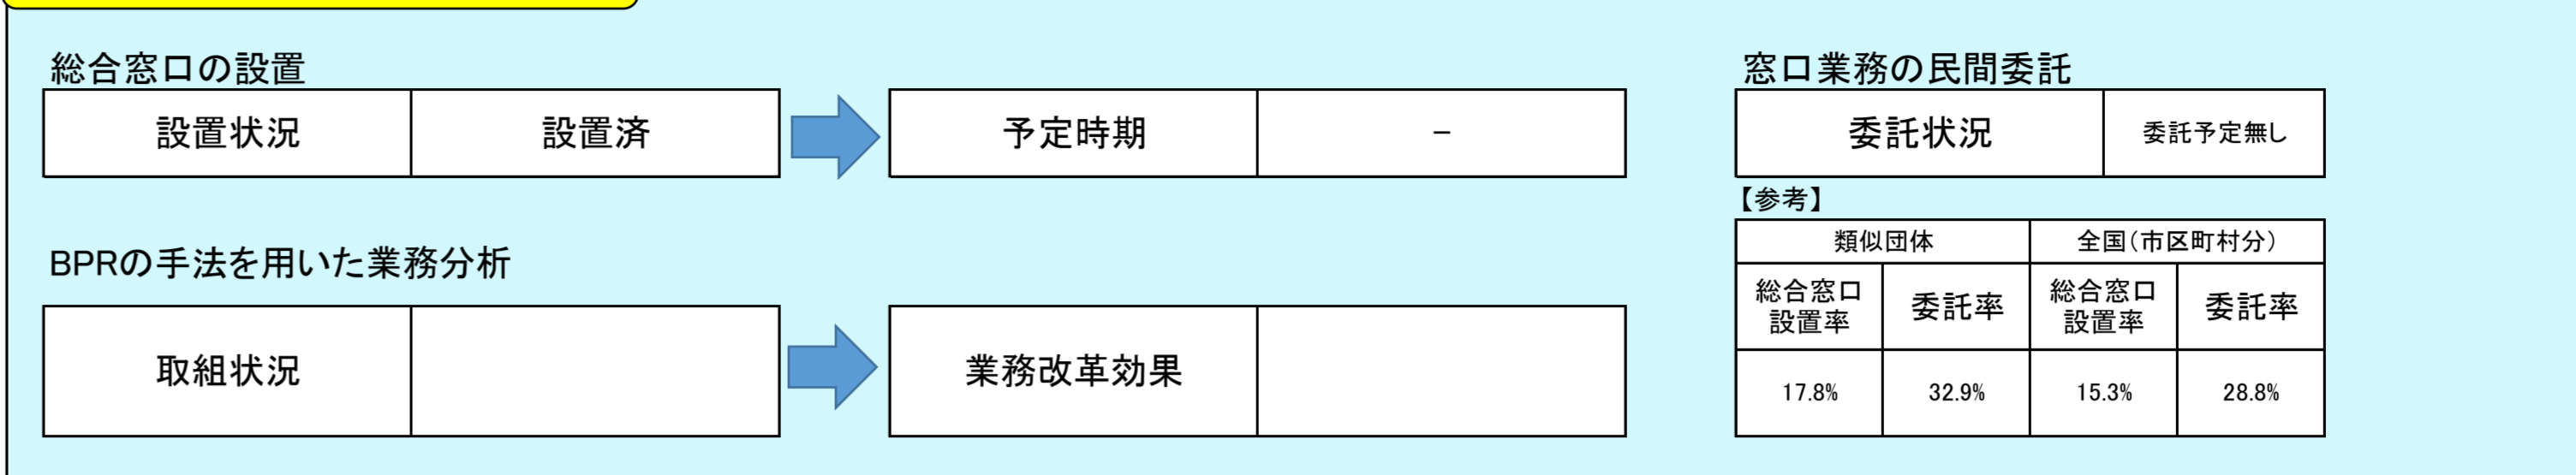 総合窓口の設置
設置状況
設置済
予定時期
－
窓口業務の民間委託
委託状況
委託予定無し
【参考】
類似団体
全国（市区町村分）
総合窓口
設置率
委託率
総合窓口
設置率
委託率
17.8%
32.9%
15.3%
28.8%
BPRの手法を用いた業務分析
取組状況
業務改革効果